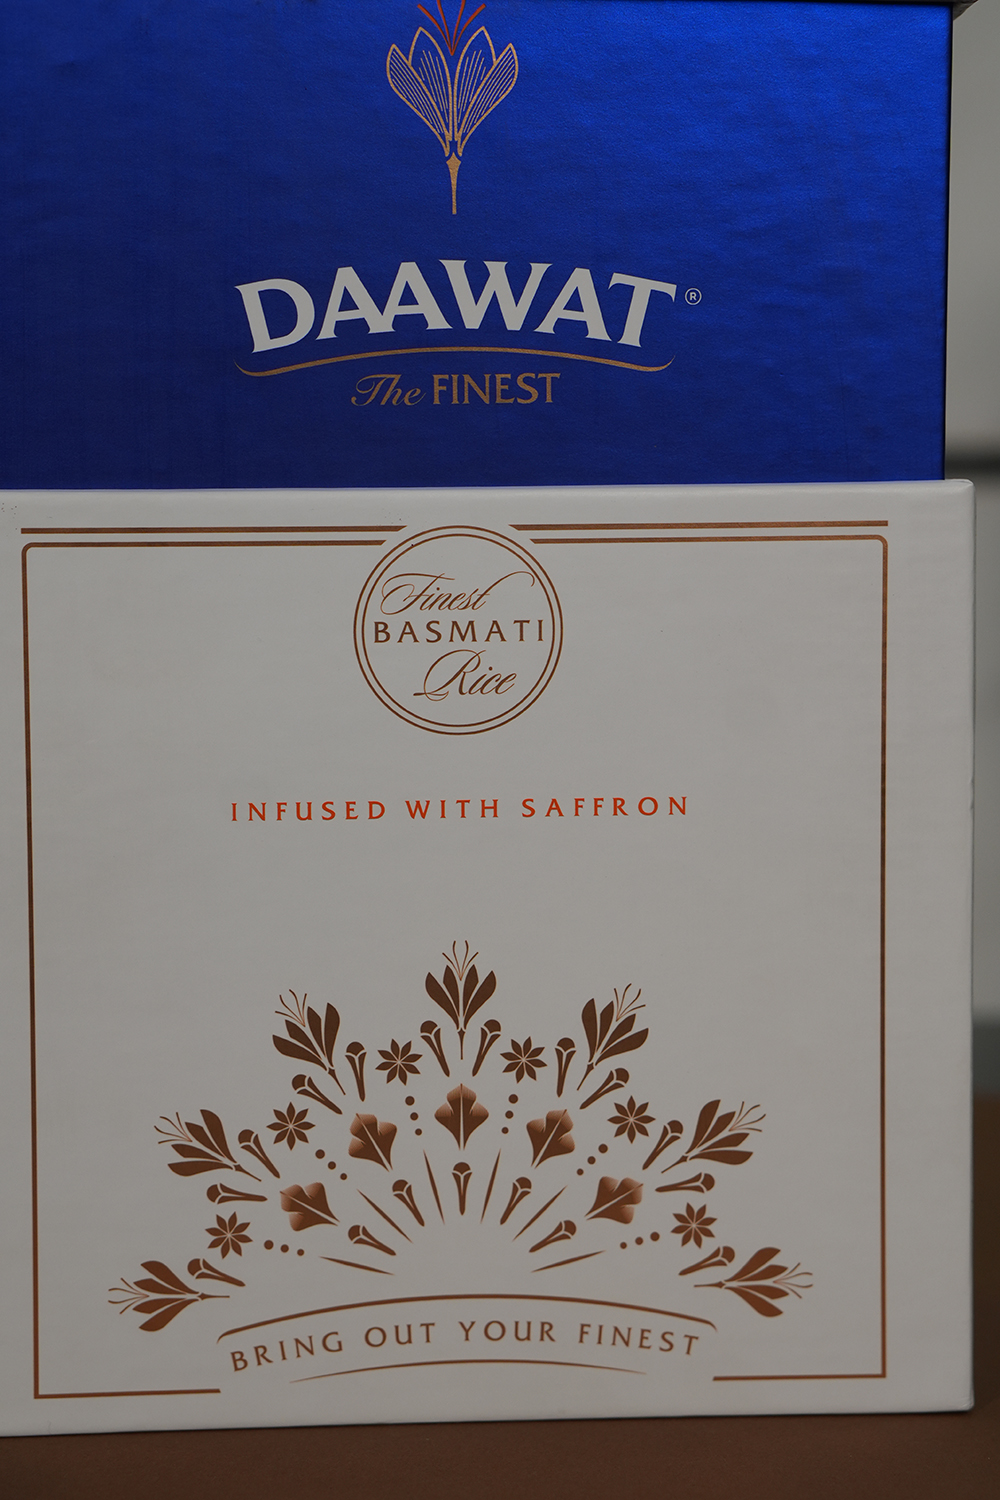 DAAWAT®
The FINEST
Finest
BASMATI
Rice
INFUSED WITH SAFFRON
BRING OUT YOUR FINEST